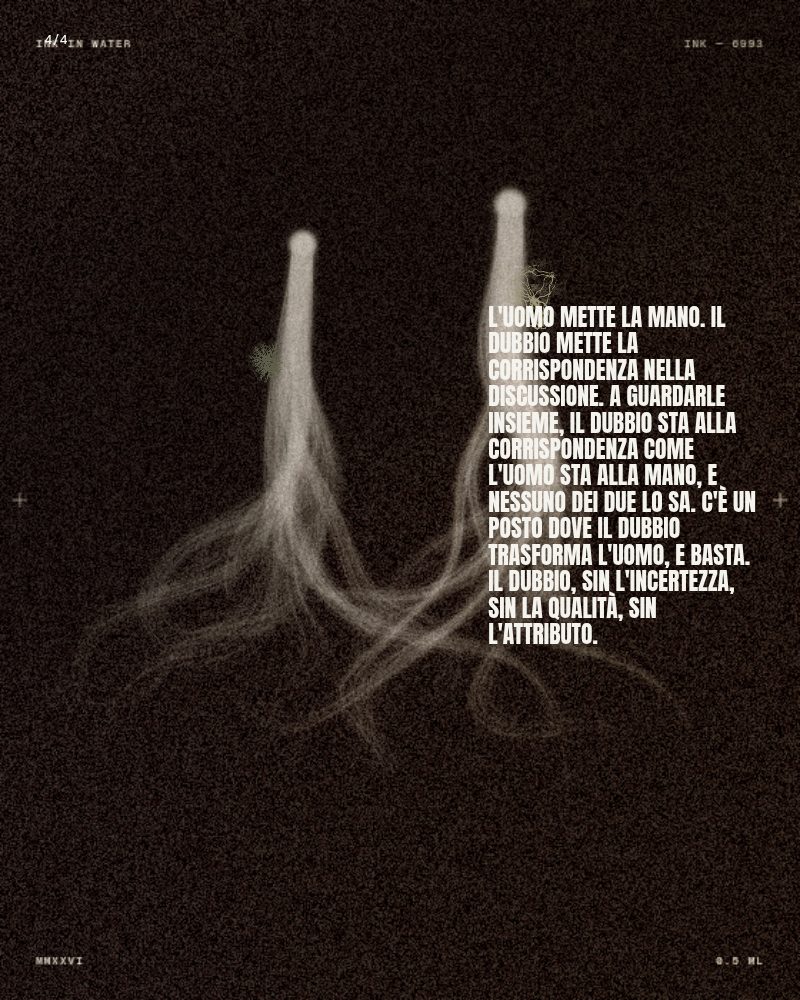 4/4
INK IN WATER
INK — 6993
L'UOMO METTE LA MANO. IL
DUBBIO METTE LA
CORRISPONDENZA NELLA
DISCUSSIONE. A GUARDARLE
INSIEME, IL DUBBIO STA ALLA
CORRISPONDENZA COME
L'UOMO STA ALLA MANO, E
NESSUNO DEI DUE LO SA. C'È UN
POSTO DOVE IL DUBBIO
TRASFORMA L'UOMO, E BASTA.
IL DUBBIO, SIN L'INCERTEZZA,
SIN LA QUALITÀ, SIN
L'ATTRIBUTO.
MMXXVI
0.5 ML